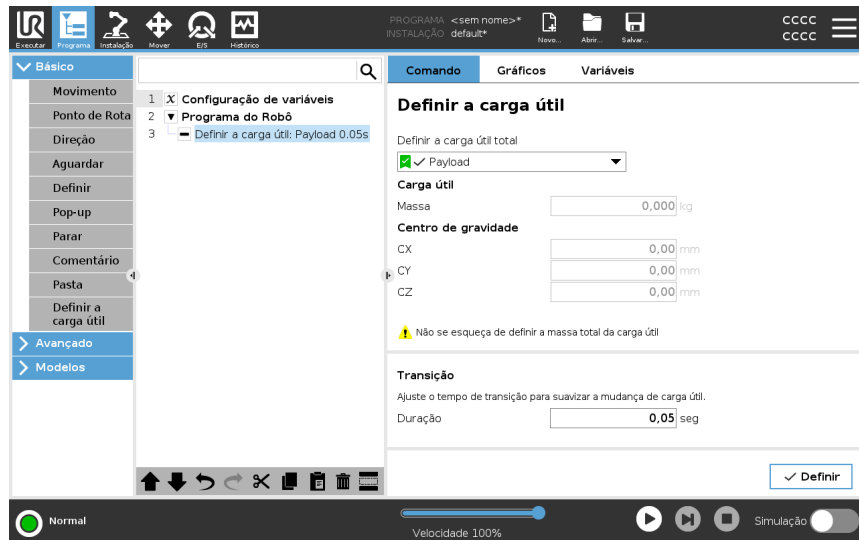 UR
PROGRAMA <sem nome>*
INSTALAÇÃO default*
CCCC
CCCC
Executar Programa Instalação Mover E/S Histórico Novo... Abrir... Salvar...
Básico
Movimento
Ponto de Rota
Direção
Aguardar
Definir
Pop-up
Parar
Comentário
Pasta
Definir a
carga útil
Avançado
Modelos
1 X Configuração de variáveis
2 Programa do Robô
3 Definir a carga útil: Payload 0.05s
Comando Gráficos Variáveis
Definir a carga útil
Definir a carga útil total
Payload
Carga útil
Massa 0,000 kg
Centro de gravidade
CX 0,00 mm
CY 0,00 mm
CZ 0,00 mm
Não se esqueça de definir a massa total da carga útil
Transição
Ajuste o tempo de transição para suavizar a mudança de carga útil.
Duração 0,05 seg
Definir
Normal
Velocidade 100%
Simulação